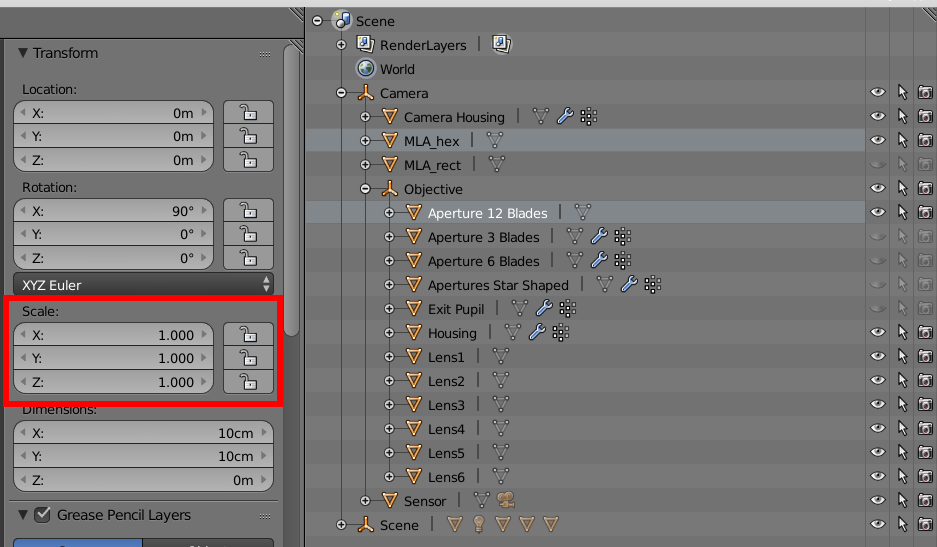 Transform
Location:
X: 0m
Y: 0m
Z: 0m
Rotation:
X: 90°
Y: 0°
Z: 0°
XYZ Euler
Scale:
X: 1.000
Y: 1.000
Z: 1.000
Dimensions:
X: 10cm
Y: 10cm
Z: 0m
Grease Pencil Layers
Scene
RenderLayers
World
Camera
Camera Housing
MLA_hex
MLA_rect
Objective
Aperture 12 Blades
Aperture 3 Blades
Aperture 6 Blades
Apertures Star Shaped
Exit Pupil
Housing
Lens1
Lens2
Lens3
Lens4
Lens5
Lens6
Sensor
Scene